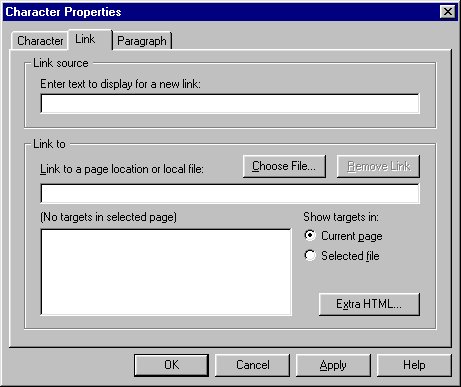 Character Properties
Character Link Paragraph
Link source
Enter text to display for a new link:
Link to
Link to a page location or local file: Choose File... Remove Link
(No targets in selected page) Show targets in:
Current page
Selected file
Extra HTML...
OK Cancel Apply Help